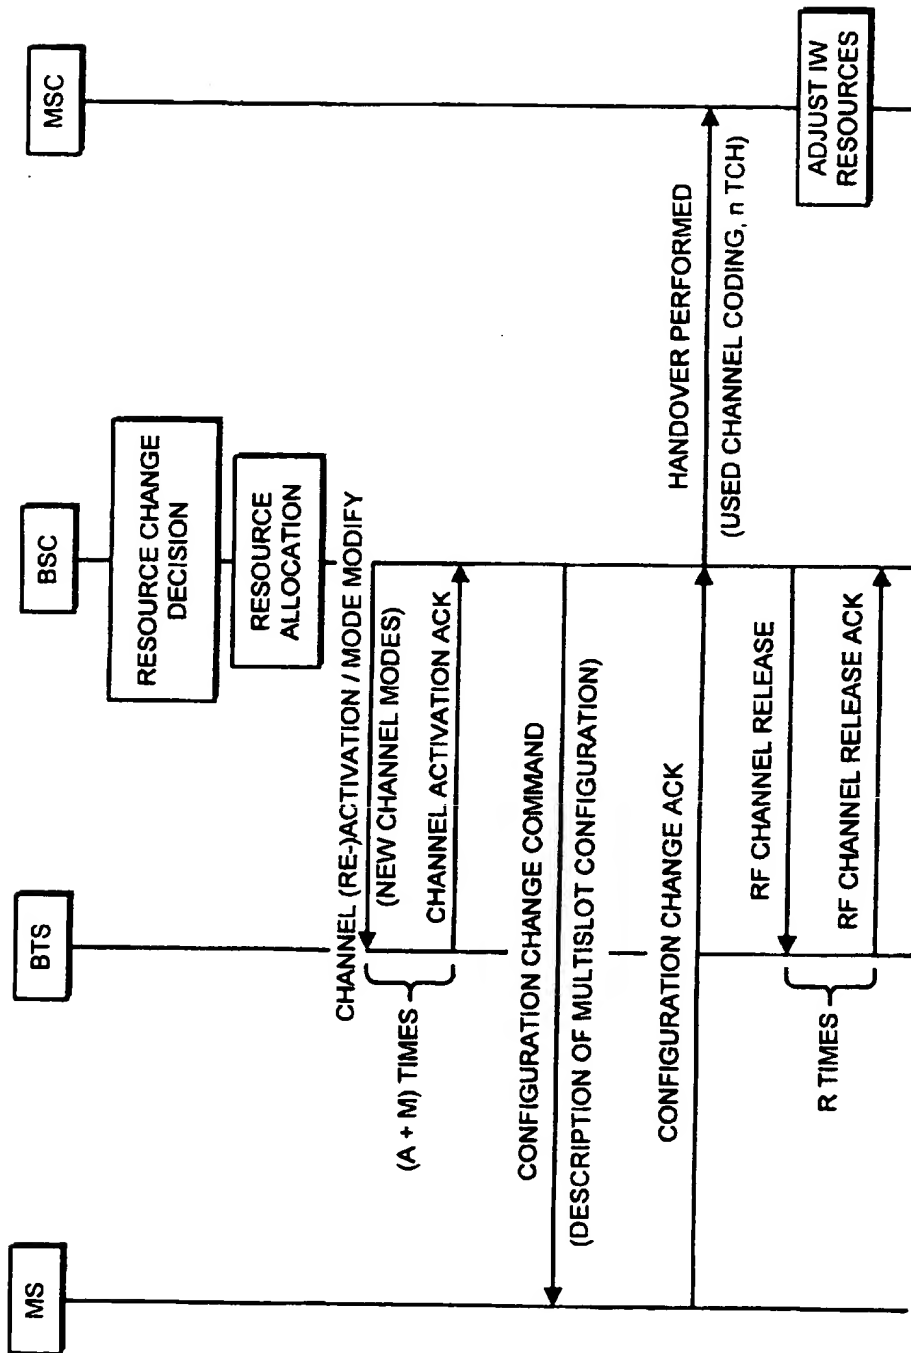 MS
BTS
BSC
MSC
RESOURCE CHANGE
DECISION
RESOURCE
ALLOCATION
CHANNEL (RE-)ACTIVATION / MODE MODIFY
(NEW CHANNEL MODES)
(A + M) TIMES
CHANNEL ACTIVATION ACK
CONFIGURATION CHANGE COMMAND
(DESCRIPTION OF MULTISLOT CONFIGURATION)
CONFIGURATION CHANGE ACK
HANDOVER PERFORMED
(USED CHANNEL CODING, n TCH)
RF CHANNEL RELEASE
R TIMES
RF CHANNEL RELEASE ACK
ADJUST IW
RESOURCES